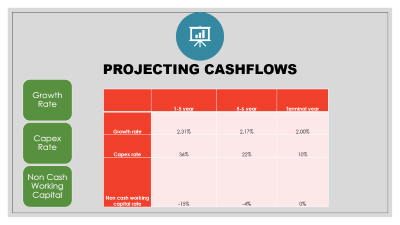 PROJECTING CASHFLOWS
Growth
Rate
Capex
Rate
Non Cash
Working
Capital
1-5 year 5-6 year Terminal year
Growth rate 2.31% 2.17% 2.00%
Capex rate 36% 22% 10%
Non cash working
capital rate -15% -4% 0%